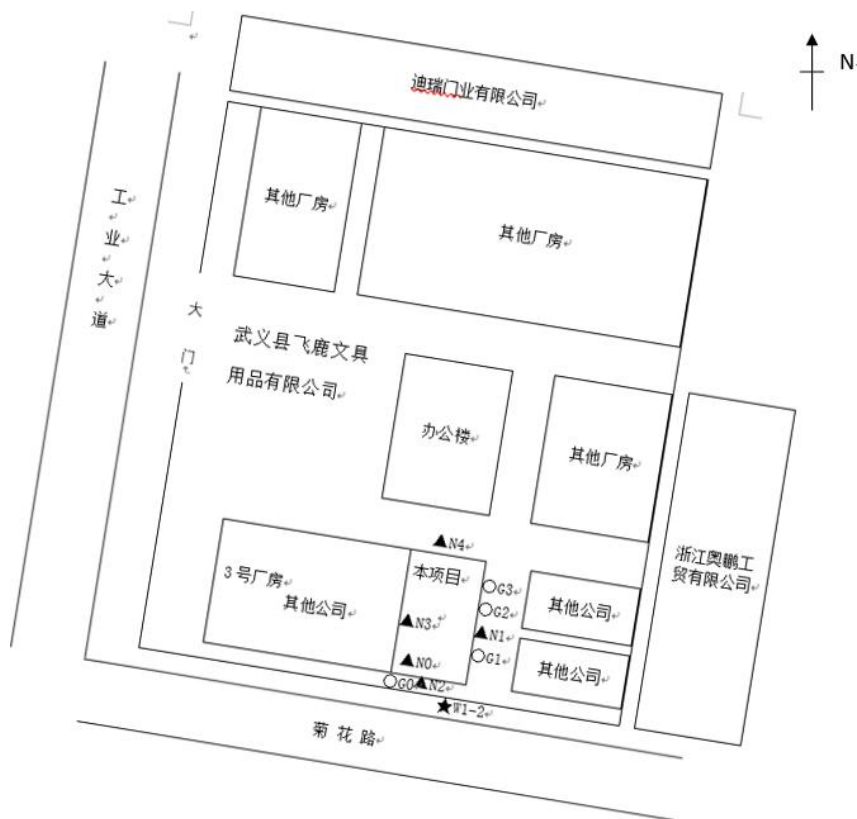 迪瑞门业有限公司
N
其他厂房
其他厂房
工业大道
大门
武义县飞鹿文具
用品有限公司
办公楼
其他厂房
浙江奥鹏工
贸有限公司
N4
3号厂房
其他公司
本项目
G3
G2
其他公司
N3
N1
G1
其他公司
N0
G0
N2
W1-2
菊花路